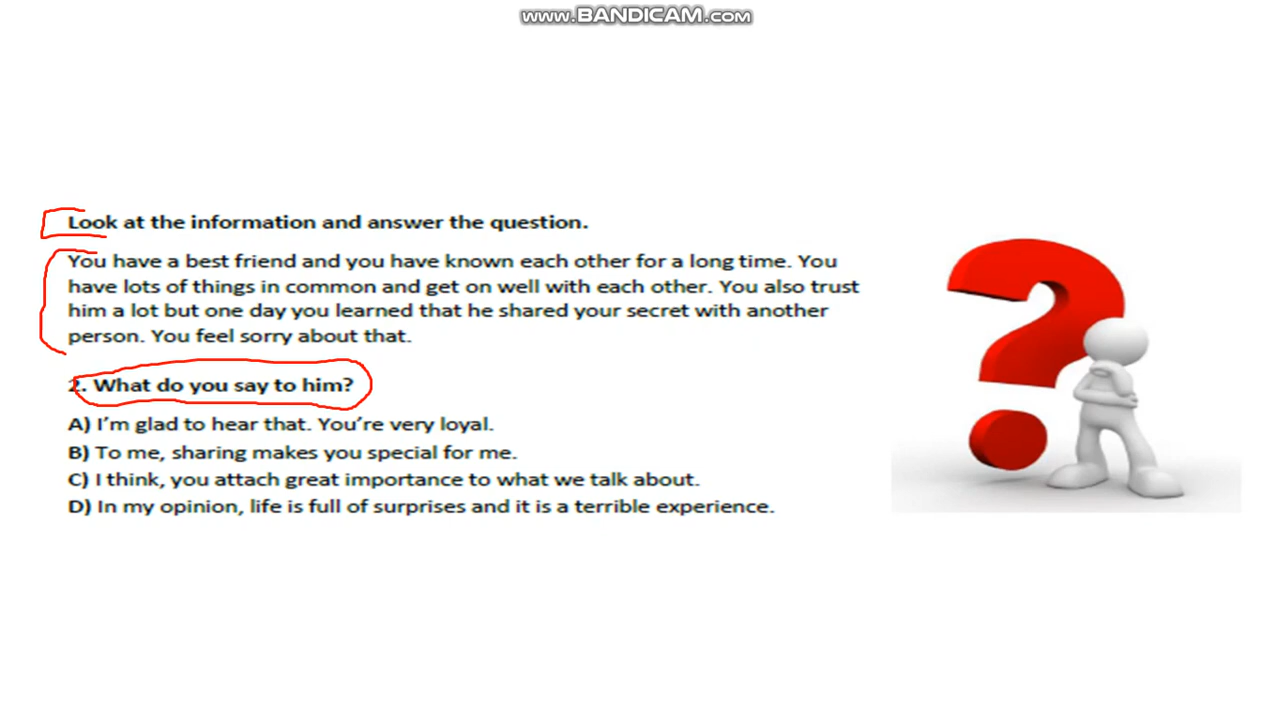 www.BANDICAM.com
Look at the information and answer the question.
You have a best friend and you have known each other for a long time. You
have lots of things in common and get on well with each other. You also trust
him a lot but one day you learned that he shared your secret with another
person. You feel sorry about that.
2. What do you say to him?
A) I'm glad to hear that. You're very loyal.
B) To me, sharing makes you special for me.
C) I think, you attach great importance to what we talk about.
D) In my opinion, life is full of surprises and it is a terrible experience.